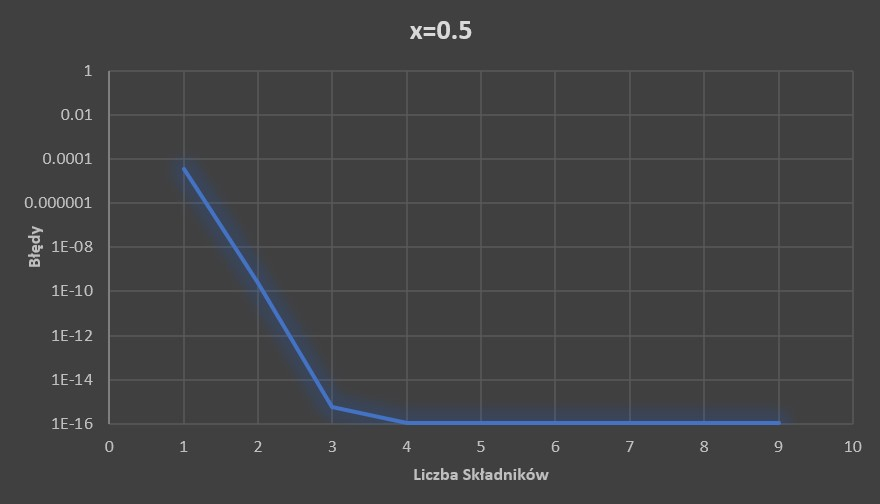 x=0.5
1
0.01
0.0001
0.000001
1E-08
1E-10
1E-12
1E-14
1E-16
Błędy
0 1 2 3 4 5 6 7 8 9 10
Liczba Składników